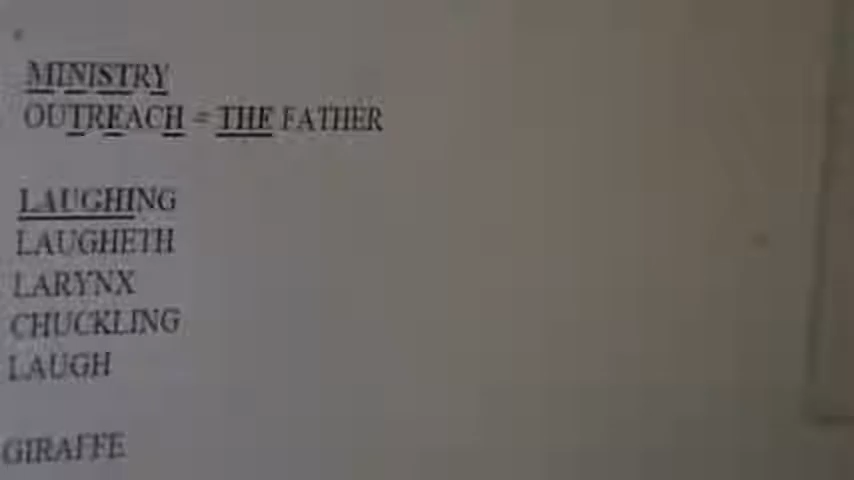 MINISTRY
OUTREACH = THE FATHER
LAUGHING
LAUGHETH
LARYNX
CHUCKLING
LAUGH
GIRAFFE